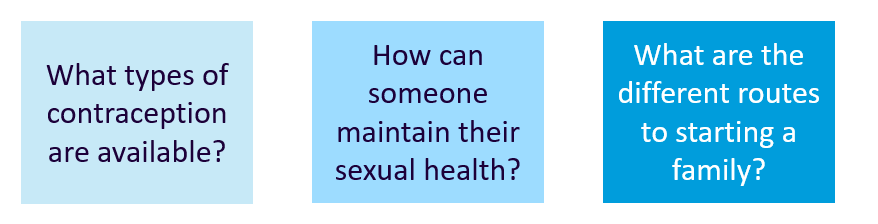 What types of
contraception
are available?
How can
someone
maintain their
sexual health?
What are the
different routes
to starting a
family?